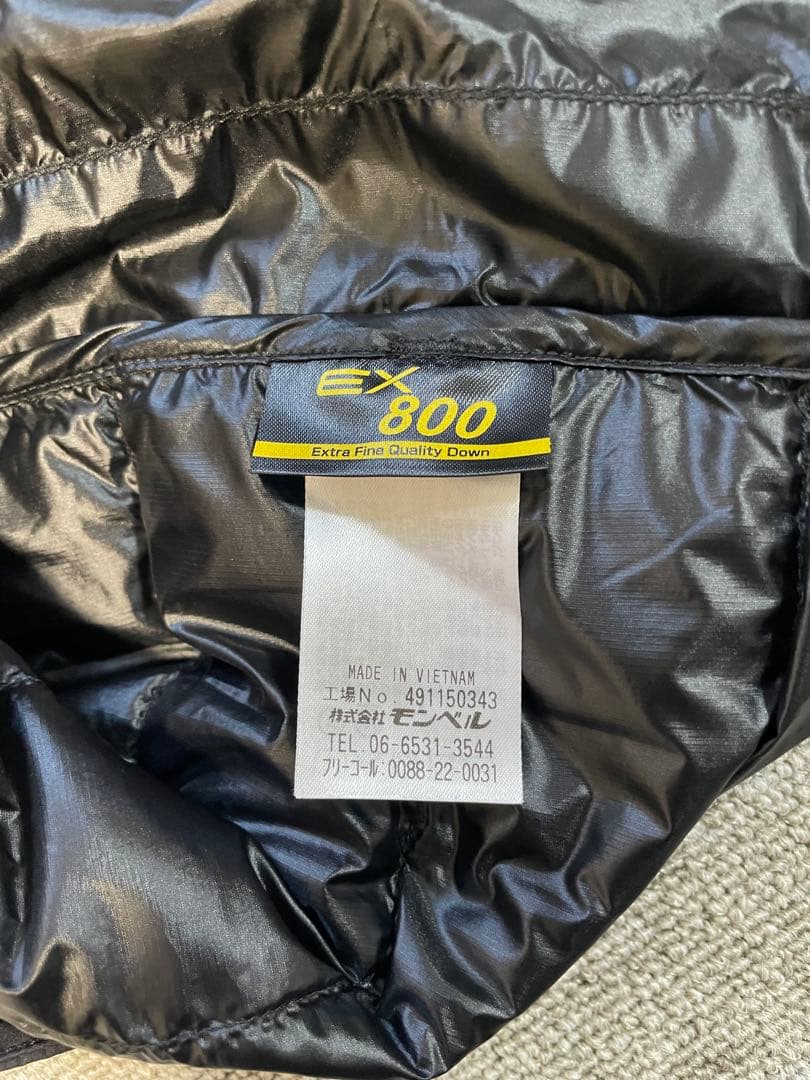 EX
800
Extra Fine Quality Down
MADE IN VIETNAM
工場No. 491150343
株式会社 モンベル
TEL. 06-6531-3544
フリーコール:0088-22-0031